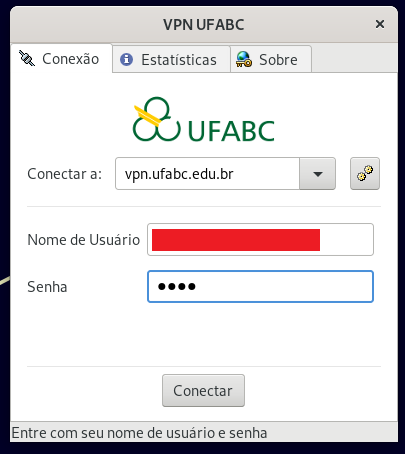 VPN UFABC
Conexão
Estatísticas
Sobre
UFABC
Conectar a: vpn.ufabc.edu.br
Nome de Usuário
Senha ●●●●
Conectar
Entre com seu nome de usuário e senha